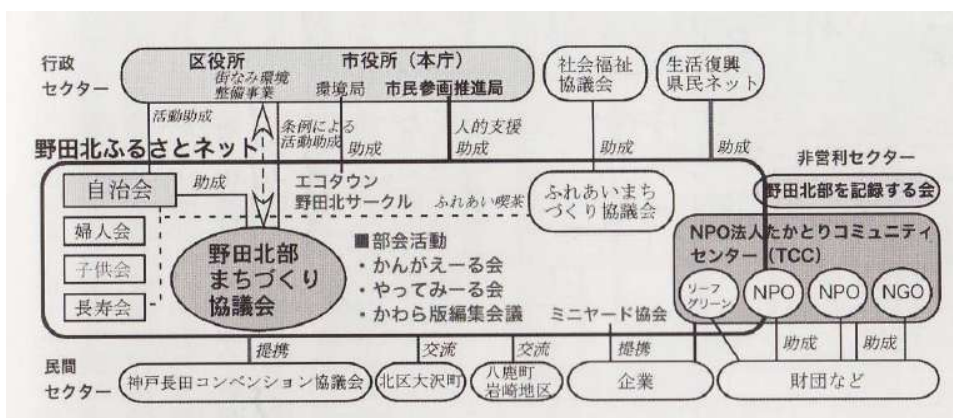 行政
セクター
区役所
街なみ環境
整備事業
市役所（本庁）
環境局
市民参画推進局
社会福祉
協議会
生活復興
県民ネット
活動助成
条例による
活動助成
助成
人的支援
助成
助成
助成
野田北ふるさとネット
非営利セクター
野田北部を記録する会
自治会
助成
エコタウン
野田北サークル
ふれあい喫茶
ふれあいまち
づくり協議会
婦人会
子供会
長寿会
野田北部
まちづくり
協議会
■部会活動
・かんがえーる会
・やってみーる会
・かわら版編集会議
ミニヤード協会
NPO法人たかとりコミュニティ
センター（TCC）
リーフ
グリーン
NPO
NPO
NGO
提携
交流
交流
提携
助成
助成
民間
セクター
神戸長田コンベンション協議会
北区大沢町
八鹿町
岩崎地区
企業
財団など